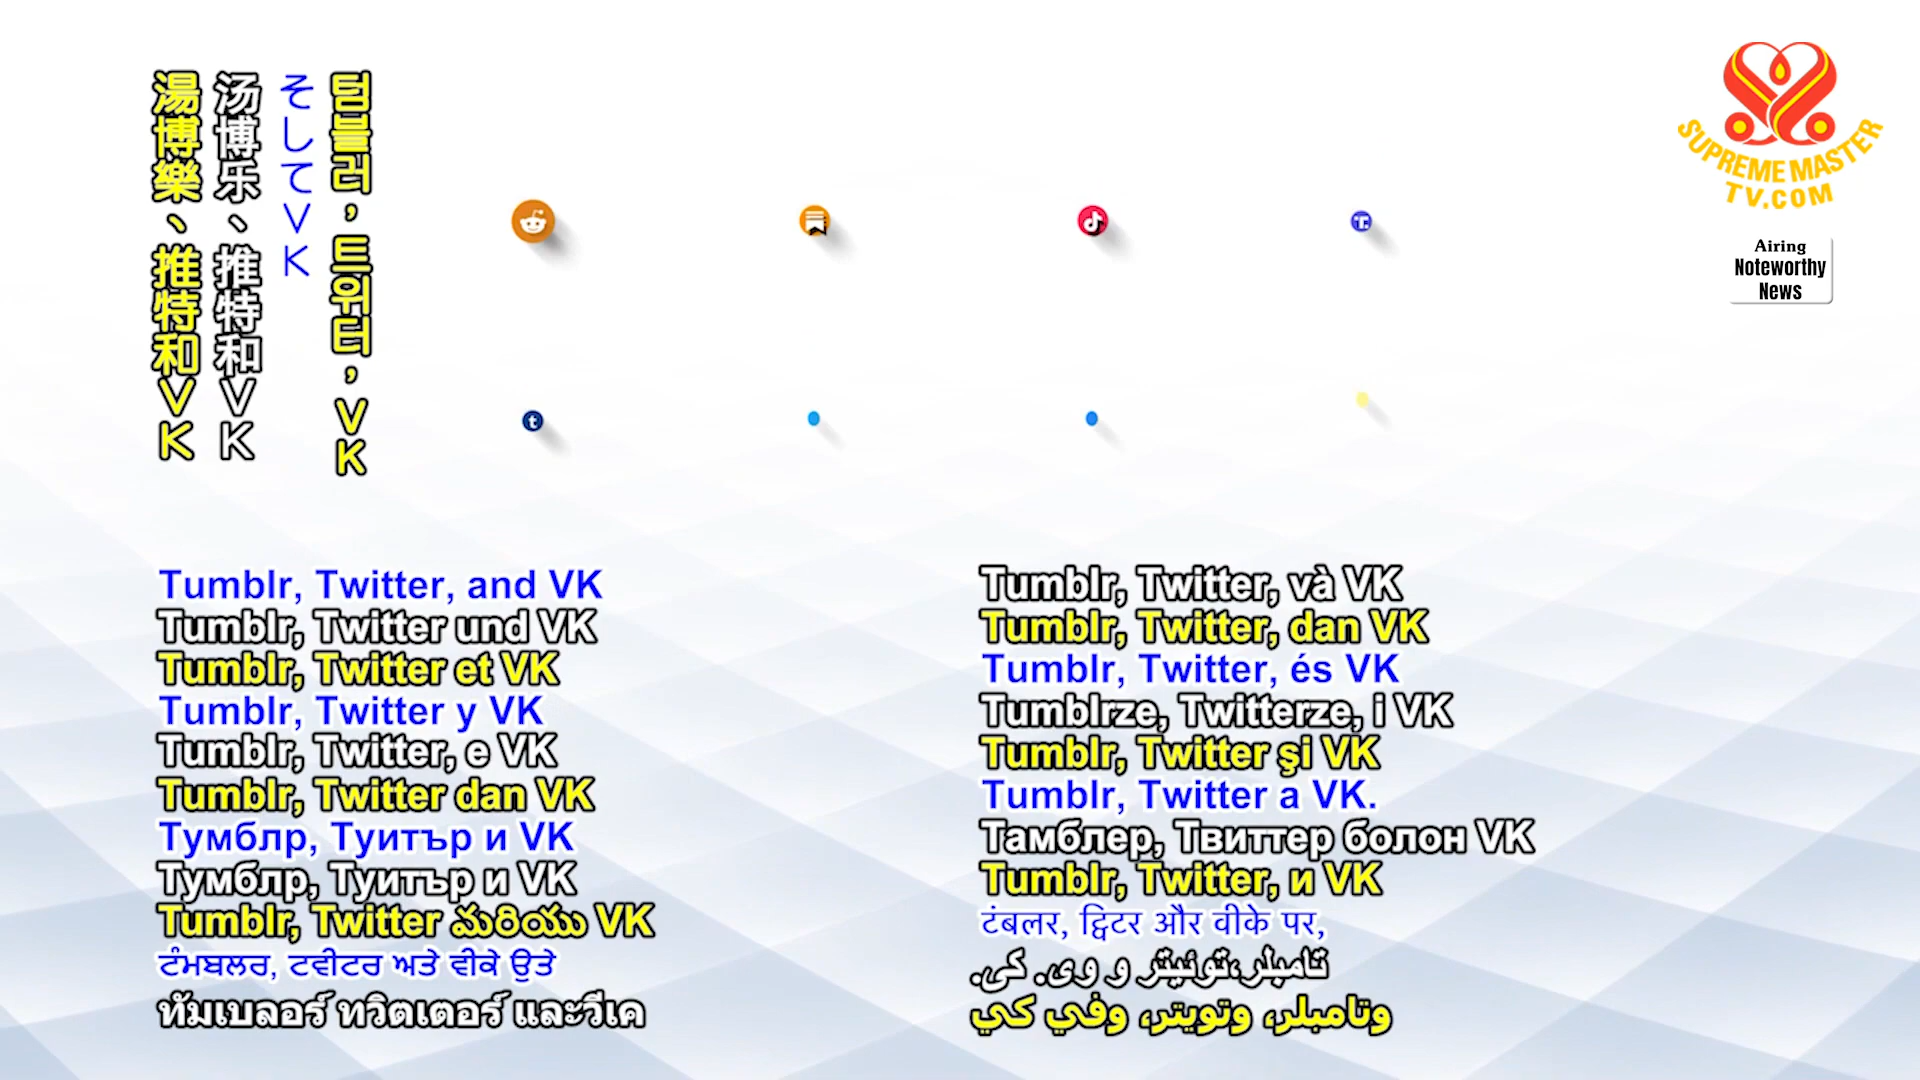 湯博樂、推特和VK
汤博乐、推特和VK
そしてVK
텀블러, 트위터, VK
SUPREME MASTER
TV.COM
Airing
Noteworthy
News
Tumblr, Twitter, and VK
Tumblr, Twitter und VK
Tumblr, Twitter et VK
Tumblr, Twitter y VK
Tumblr, Twitter, e VK
Tumblr, Twitter dan VK
Тумблр, Туитър и VK
Тумблр, Туитър и VK
Tumblr, Twitter మరియు VK
ਟੰਮਬਲਰ, ਟਵੀਟਰ ਅਤੇ ਵੀਕੇ ਉਤੇ
ทัมเบลอร์ ทวิตเตอร์ และวีเค
Tumblr, Twitter, và VK
Tumblr, Twitter, dan VK
Tumblr, Twitter, és VK
Tumblrze, Twitterze, i VK
Tumblr, Twitter şi VK
Tumblr, Twitter a VK.
Тамблер, Твиттер болон VK
Tumblr, Twitter, и VK
टंबलर, ट्विटर और वीके पर,
تامبلر،توئیتر و وی. کی.
وتامبلر، وتويتر، وفي كي